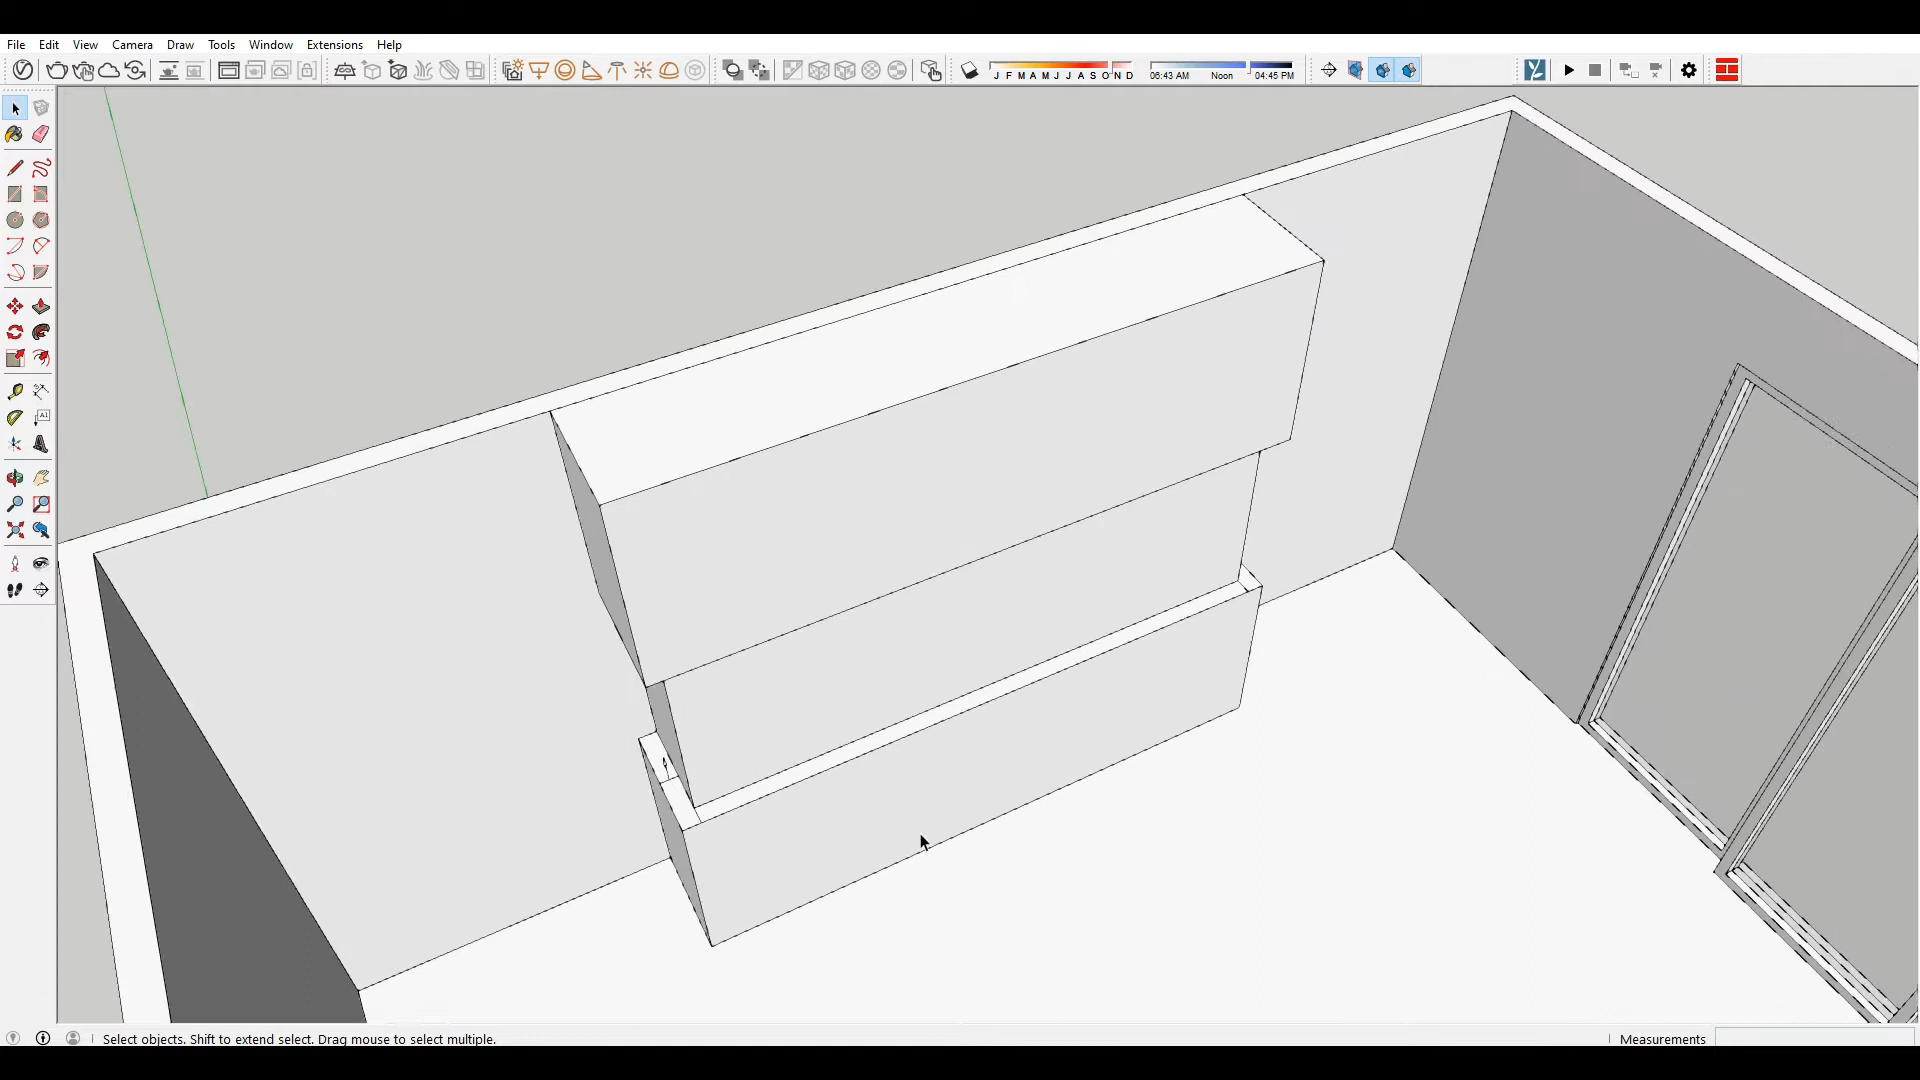 File Edit View Camera Draw Tools Window Extensions Help
J F M A M J J A S O N D
06:43 AM Noon 04:45 PM
A1
Select objects. Shift to extend select. Drag mouse to select multiple.
Measurements